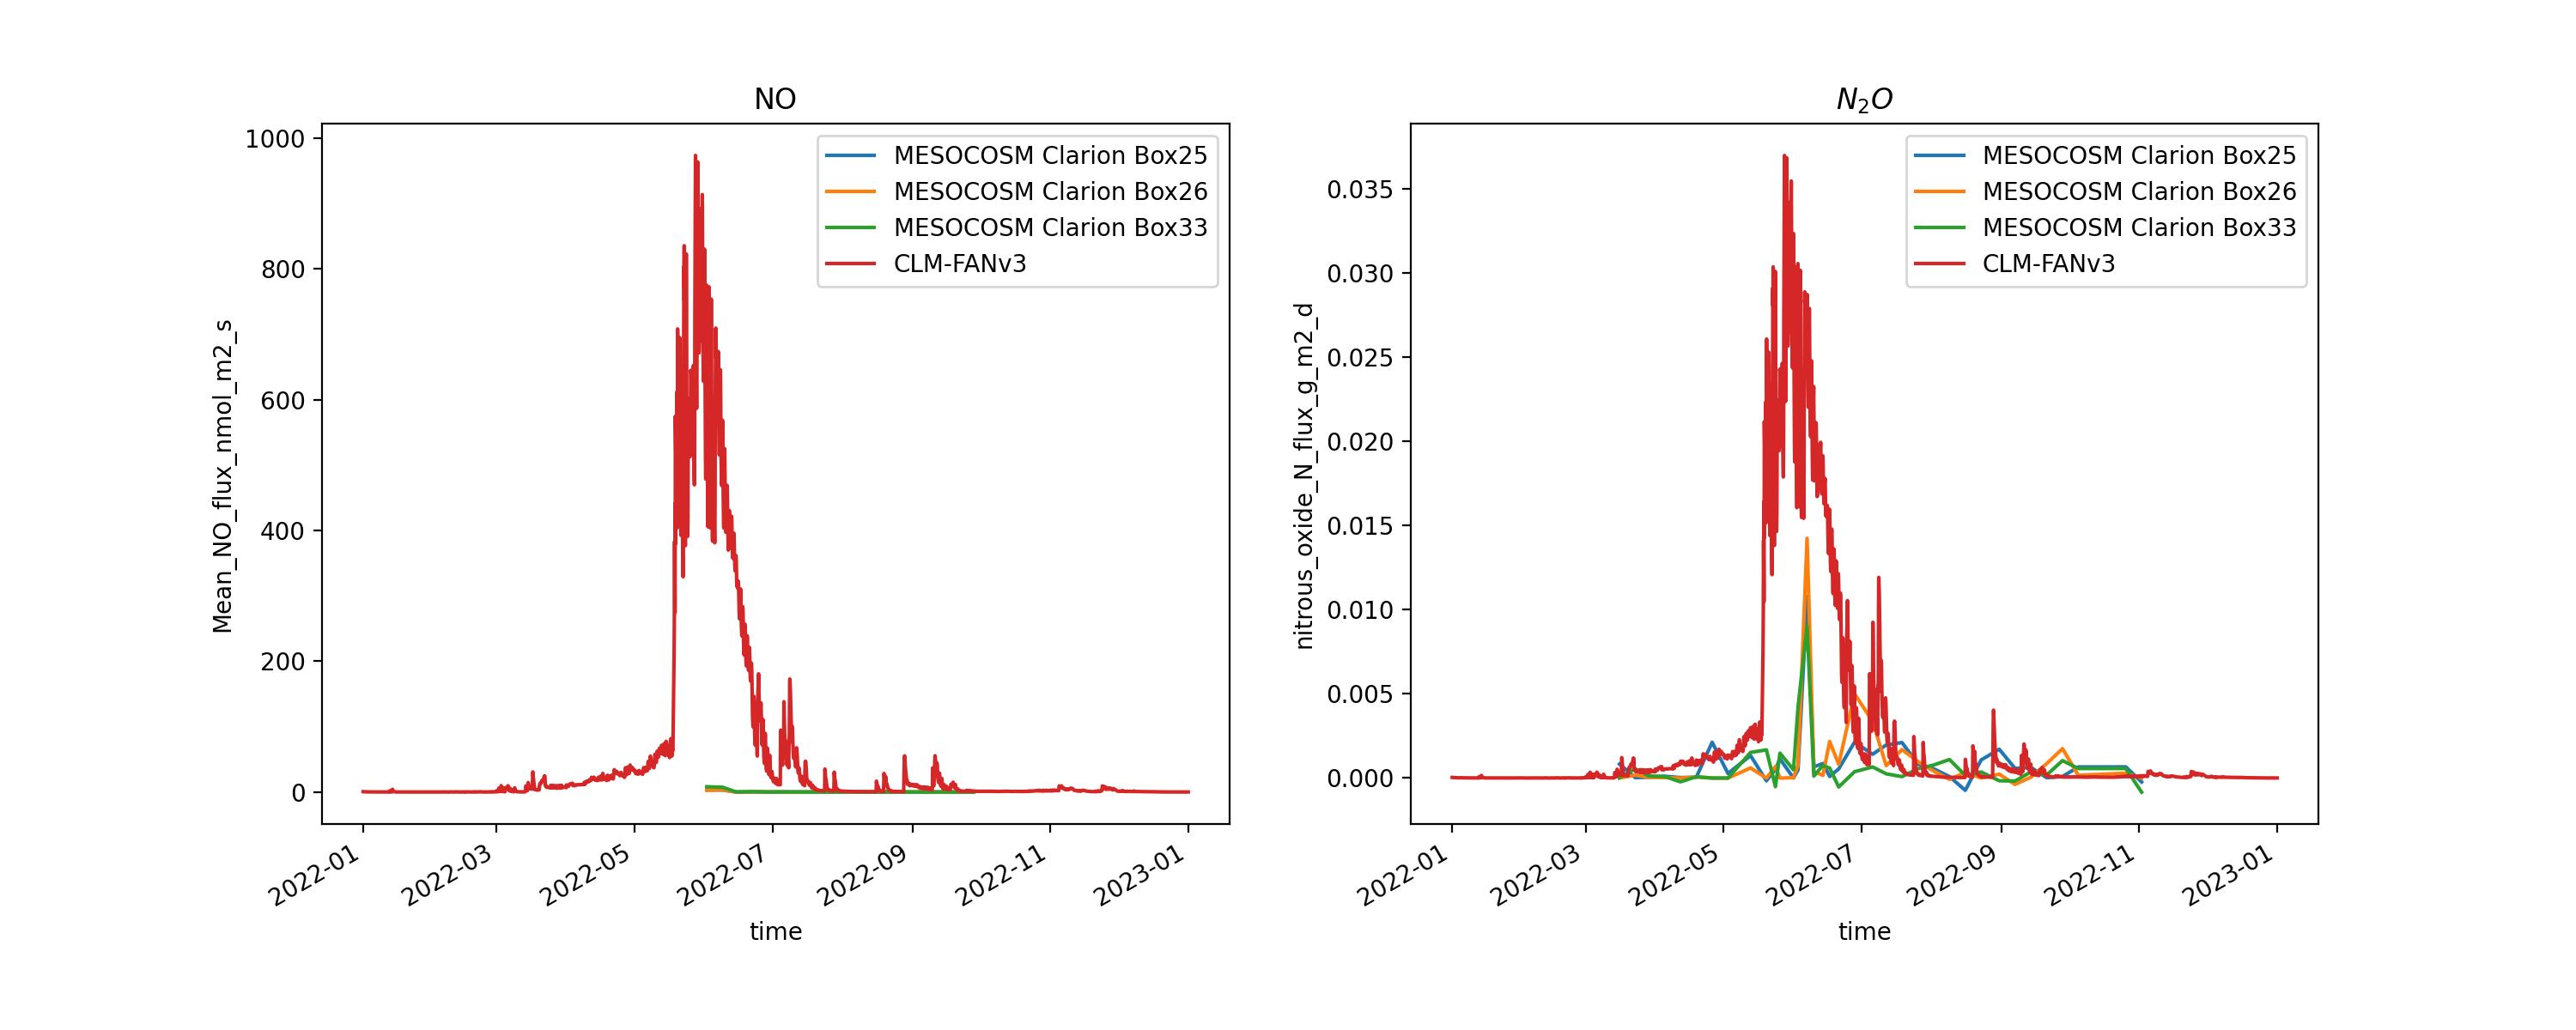 NO
1000
800
600
400
200
0
Mean_NO_flux_nmol_m2_s
MESOCOSM Clarion Box25
MESOCOSM Clarion Box26
MESOCOSM Clarion Box33
CLM-FANv3
2022-01
2022-03
2022-05
2022-07
2022-09
2022-11
2023-01
time
N₂O
0.035
0.030
0.025
0.020
0.015
0.010
0.005
0.000
nitrous_oxide_N_flux_g_m2_d
MESOCOSM Clarion Box25
MESOCOSM Clarion Box26
MESOCOSM Clarion Box33
CLM-FANv3
2022-01
2022-03
2022-05
2022-07
2022-09
2022-11
2023-01
time